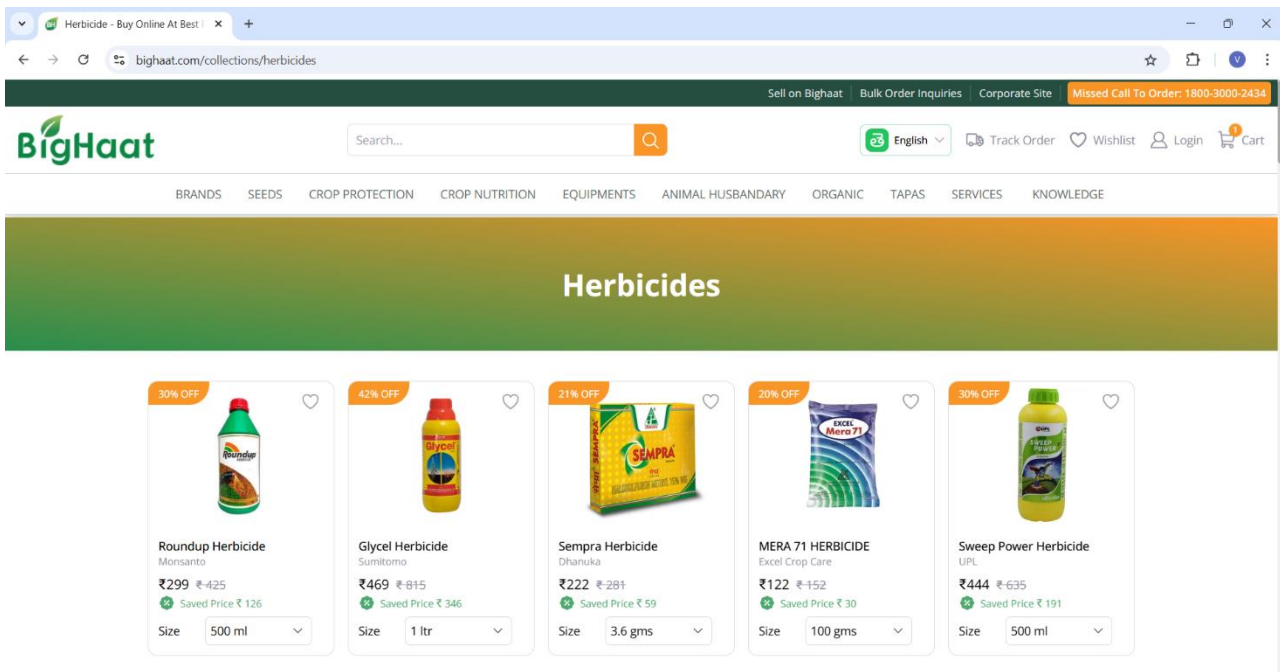 Herbicide - Buy Online At Best
bighaat.com/collections/herbicides
V
Sell on Bighaat Bulk Order Inquiries Corporate Site Missed Call To Order: 1800-3000-2434
BigHaat
Search...
English
Track Order Wishlist Login 1 Cart
BRANDS SEEDS CROP PROTECTION CROP NUTRITION EQUIPMENTS ANIMAL HUSBANDARY ORGANIC TAPAS SERVICES KNOWLEDGE
Herbicides
30% OFF 42% OFF 21% OFF 20% OFF 30% OFF
Roundup Glycel SEMPRA EXCEL Mera 71 UPL SWEEP POWER
Roundup Herbicide Glycel Herbicide Sempra Herbicide MERA 71 HERBICIDE Sweep Power Herbicide
Monsanto Sumitomo Dhanuka Excel Crop Care UPL
₹299 ₹ 425 ₹469 ₹ 815 ₹222 ₹ 281 ₹122 ₹ 152 ₹444 ₹ 635
Saved Price ₹ 126 Saved Price ₹ 346 Saved Price ₹ 59 Saved Price ₹ 30 Saved Price ₹ 191
Size 500 ml Size 1 ltr Size 3.6 gms Size 100 gms Size 500 ml